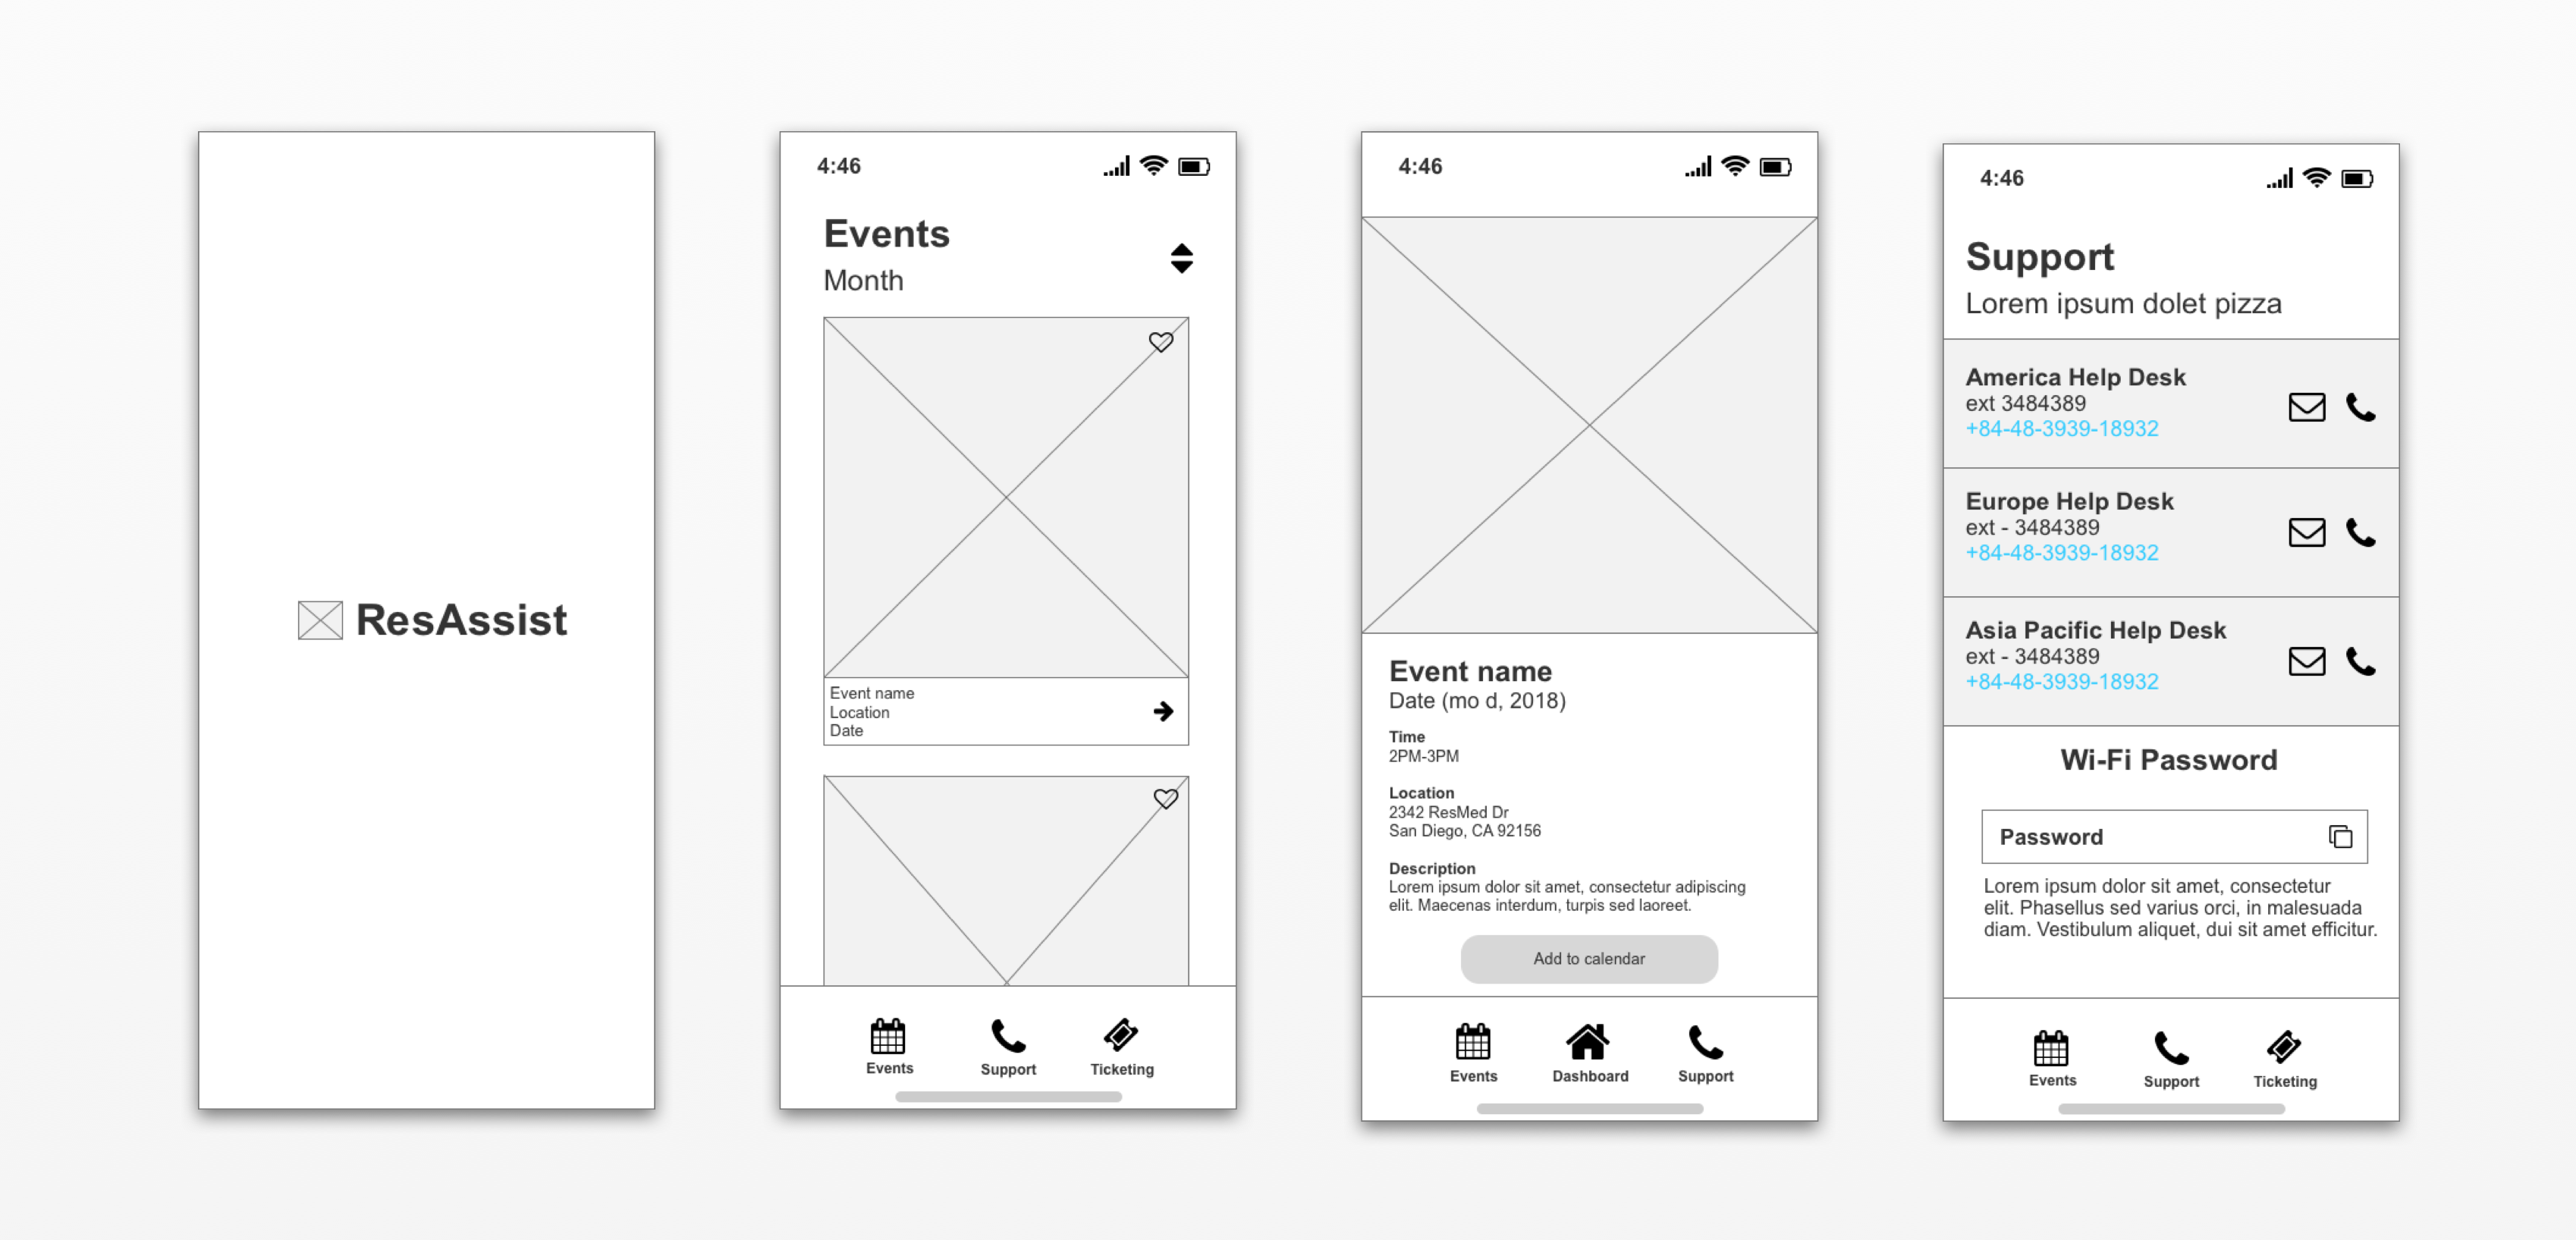 ResAssist
4:46
Events
Month
Event name
Location
Date
Events
Support
Ticketing
4:46
Event name
Date (mo d, 2018)
Time
2PM-3PM
Location
2342 ResMed Dr
San Diego, CA 92156
Description
Lorem ipsum dolor sit amet, consectetur adipiscing
elit. Maecenas interdum, turpis sed laoreet.
Add to calendar
Events
Dashboard
Support
4:46
Support
Lorem ipsum dolet pizza
America Help Desk
ext 3484389
+84-48-3939-18932
Europe Help Desk
ext - 3484389
+84-48-3939-18932
Asia Pacific Help Desk
ext - 3484389
+84-48-3939-18932
Wi-Fi Password
Password
Lorem ipsum dolor sit amet, consectetur
elit. Phasellus sed varius orci, in malesuada
diam. Vestibulum aliquet, dui sit amet efficitur.
Events
Support
Ticketing